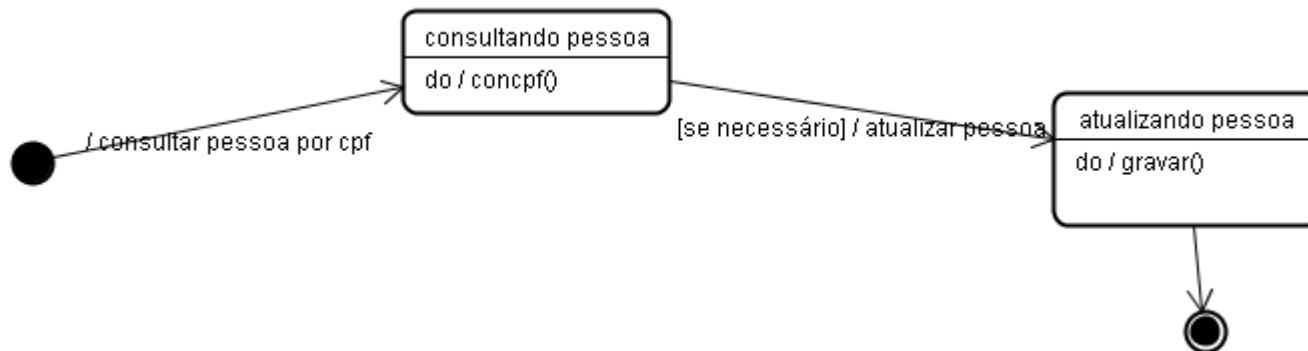 consultando pessoa
do / concpf()
/ consultar pessoa por cpf
[se necessário] / atualizar pessoa
atualizando pessoa
do / gravar()